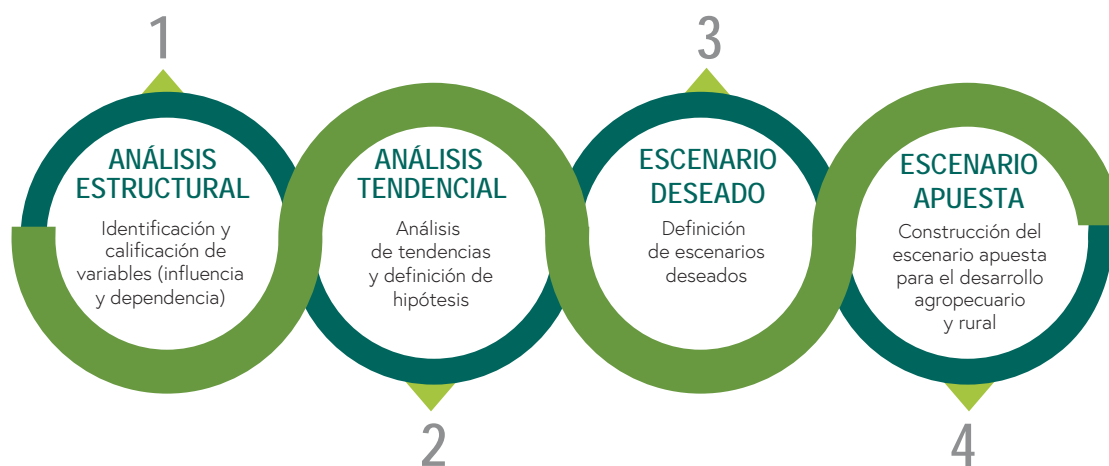 1
ANÁLISIS
ESTRUCTURAL
Identificación y
calificación de
variables (influencia
y dependencia)
ANÁLISIS
TENDENCIAL
Análisis
de tendencias
y definición de
hipótesis
2
3
ESCENARIO
DESEADO
Definición
de escenarios
deseados
ESCENARIO
APUESTA
Construcción del
escenario apuesta
para el desarrollo
agropecuario
y rural
4